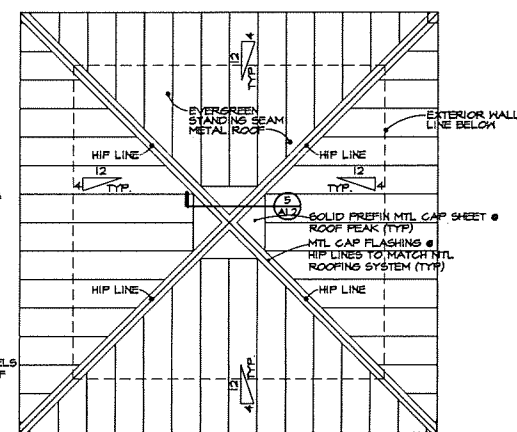 12
4
TYP.
EVERGREEN
STANDING SEAM
METAL ROOF
EXTERIOR WALL
LINE BELOW
HIP LINE
HIP LINE
12
4
TYP.
12
4
TYP.
5
A1.2
SOLID PREFIN MTL CAP SHEET @
ROOF PEAK (TYP)
MTL CAP FLASHING @
HIP LINES TO MATCH MTL
ROOFING SYSTEM (TYP)
HIP LINE
HIP LINE
ELS
F
TYP.
12
4